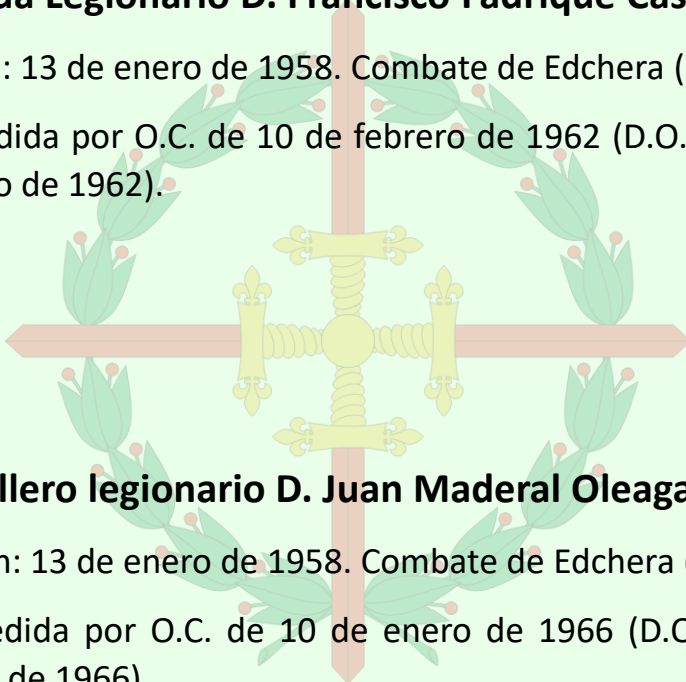 da Legionario D. Francisco Fadrique Cas
: 13 de enero de 1958. Combate de Edchera (
dida por O.C. de 10 de febrero de 1962 (D.O.
o de 1962).
llero legionario D. Juan Maderal Oleaga
n: 13 de enero de 1958. Combate de Edchera (
edida por O.C. de 10 de enero de 1966 (D.O
de 1966)